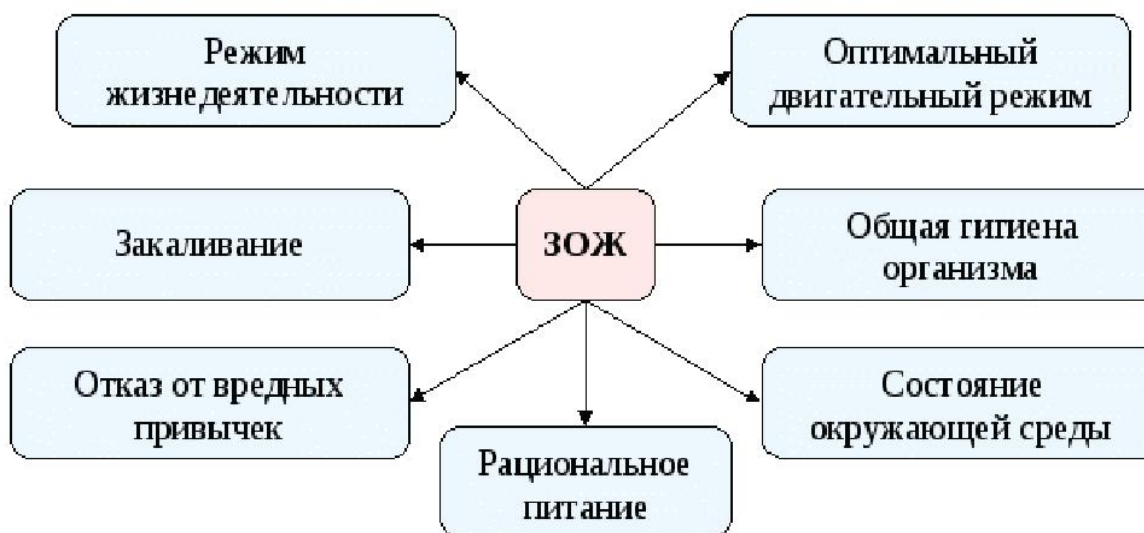 Режим
жизнедеятельности
Оптимальный
двигательный режим
Закаливание
ЗОЖ
Общая гигиена
организма
Отказ от вредных
привычек
Рациональное
питание
Состояние
окружающей среды